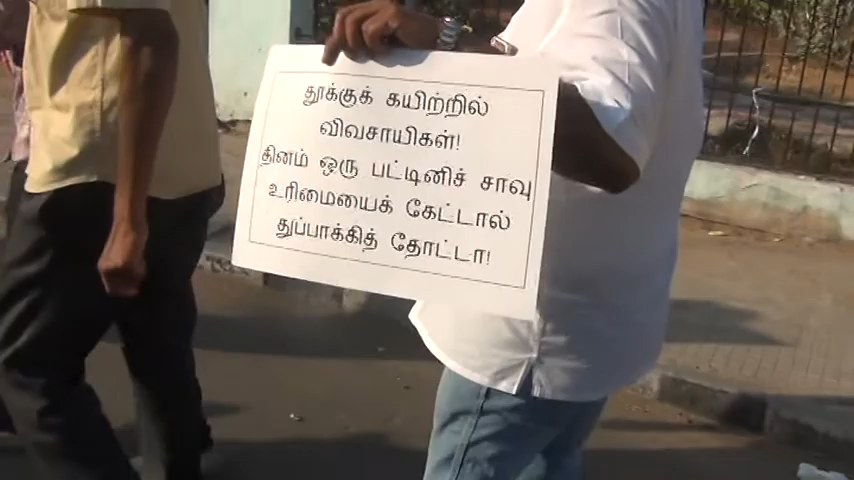 தூக்குக் கயிற்றில்
விவசாயிகள்!
தினம் ஒரு பட்டினிச் சாவு
உரிமையைக் கேட்டால்
துப்பாக்கித் தோட்டா!